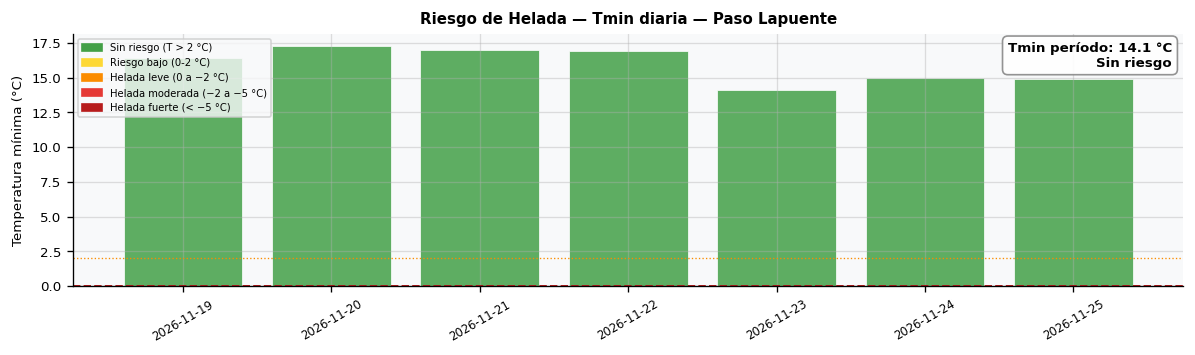 Riesgo de Helada — Tmin diaria — Paso Lapuente
Sin riesgo (T > 2 °C)
Riesgo bajo (0-2 °C)
Helada leve (0 a −2 °C)
Helada moderada (−2 a −5 °C)
Helada fuerte (< −5 °C)
Tmin período: 14.1 °C
Sin riesgo
Temperatura mínima (°C)
17.5
15.0
12.5
10.0
7.5
5.0
2.5
0.0
2026-11-19
2026-11-20
2026-11-21
2026-11-22
2026-11-23
2026-11-24
2026-11-25